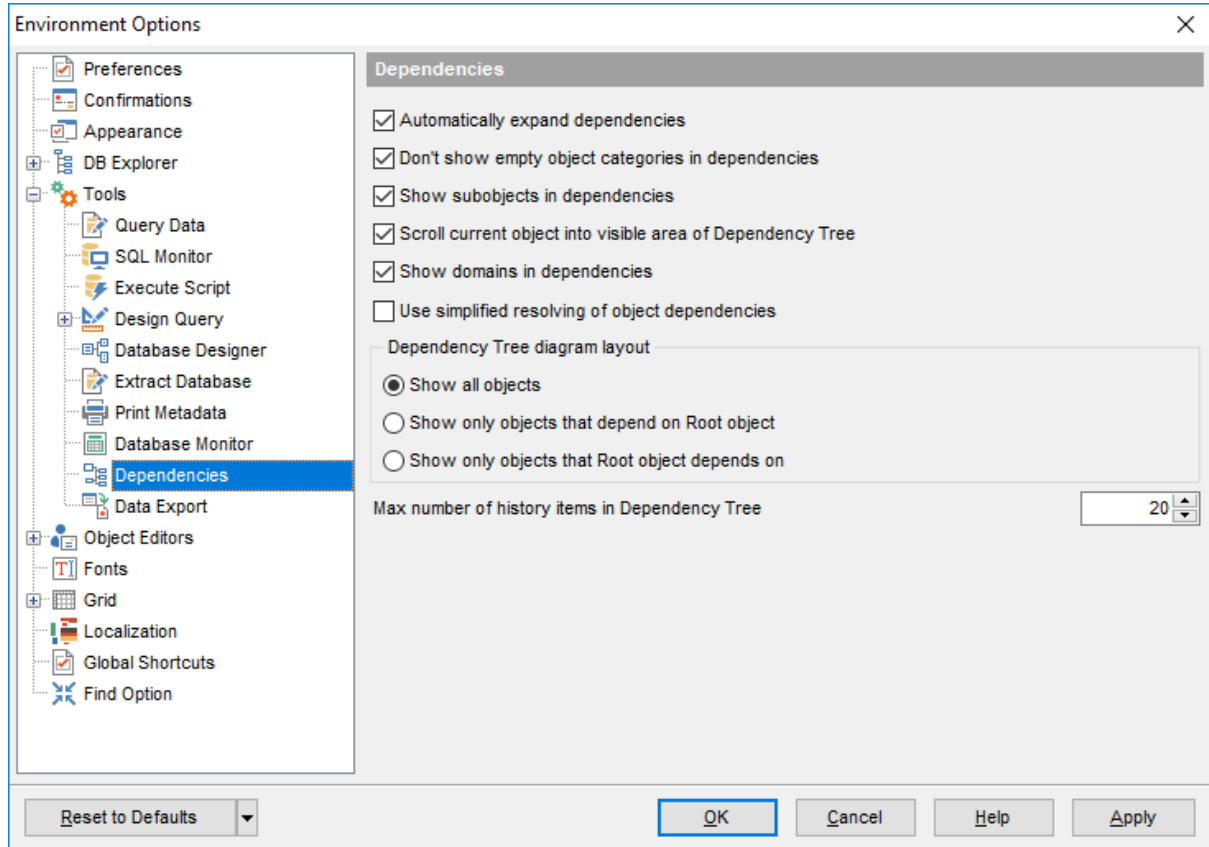 Environment Options
Preferences
Confirmations
Appearance
DB Explorer
Tools
Query Data
SQL Monitor
Execute Script
Design Query
Database Designer
Extract Database
Print Metadata
Database Monitor
Dependencies
Data Export
Object Editors
Fonts
Grid
Localization
Global Shortcuts
Find Option
Dependencies
Automatically expand dependencies
Don't show empty object categories in dependencies
Show subobjects in dependencies
Scroll current object into visible area of Dependency Tree
Show domains in dependencies
Use simplified resolving of object dependencies
Dependency Tree diagram layout
Show all objects
Show only objects that depend on Root object
Show only objects that Root object depends on
Max number of history items in Dependency Tree 20
Reset to Defaults OK Cancel Help Apply